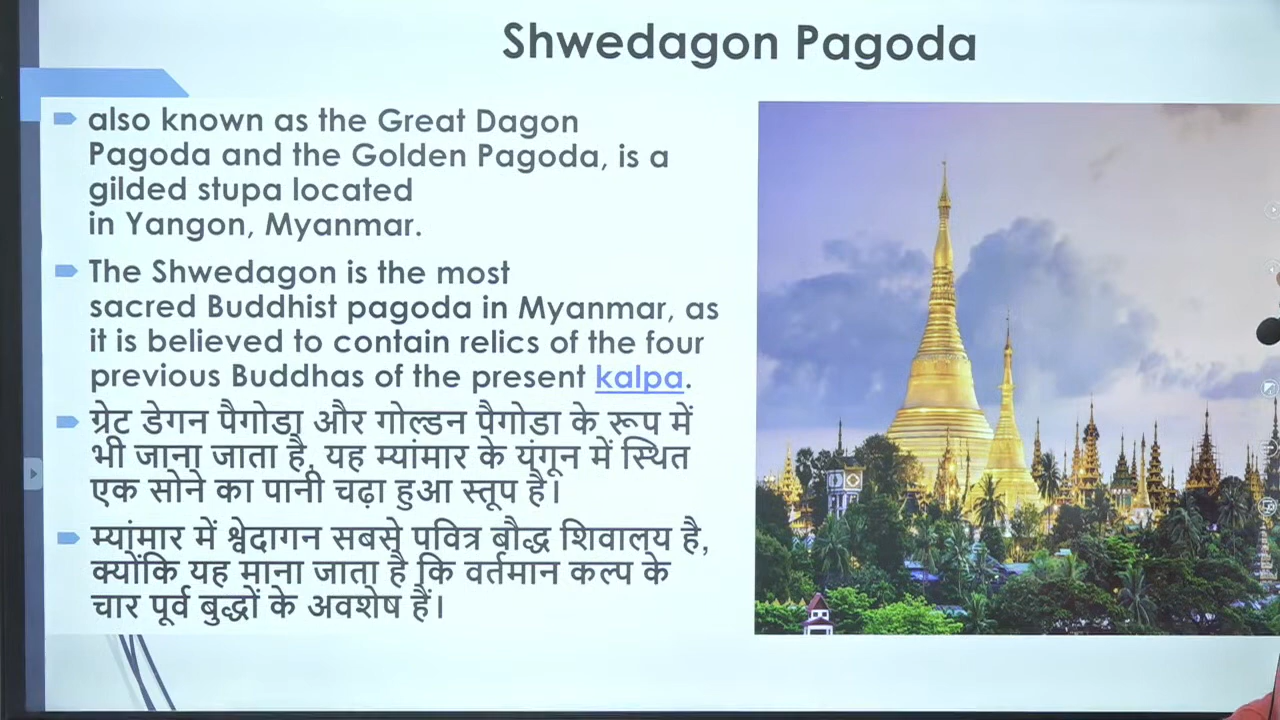 Shwedagon Pagoda
also known as the Great Dagon
Pagoda and the Golden Pagoda, is a
gilded stupa located
in Yangon, Myanmar.
The Shwedagon is the most
sacred Buddhist pagoda in Myanmar, as
it is believed to contain relics of the four
previous Buddhas of the present kalpa.
ग्रेट डेगन पैगोडा और गोल्डन पैगोडा के रूप में
भी जाना जाता है, यह म्यांमार के यंगून में स्थित
एक सोने का पानी चढ़ा हुआ स्तूप है।
म्यांमार में श्वेदागन सबसे पवित्र बौद्ध शिवालय है,
क्योंकि यह माना जाता है कि वर्तमान कल्प के
चार पूर्व बुद्धों के अवशेष हैं।